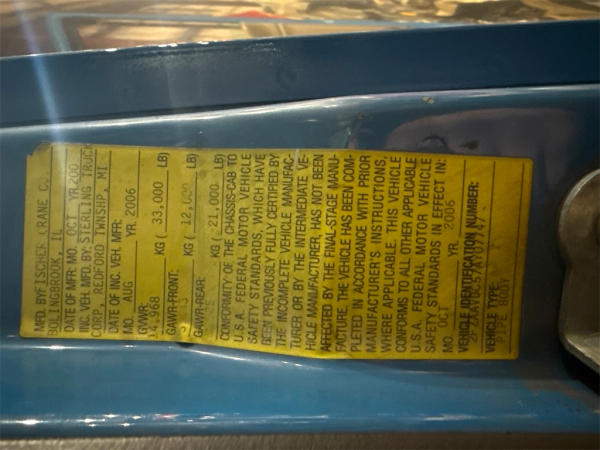 MFD. BY: FISCHER CRANE CO.
BOLINGBROOK, IL
DATE OF MFR: MO. OCT YR.
INC. VEH. MFD. BY: STERLING TRUCK
CORP, REDFORD TWNSHIP, MI
DATE OF INC. VEH. MFR:
MO. AUG YR. 2006
GVWR:
14,968 KG ( 33,000 LB)
GAWR-FRONT:
KG ( 12,000 LB)
GAWR-REAR:
KG ( 21,000 LB)
CONFORMITY OF THE CHASSIS-CAB TO
U.S.A. FEDERAL MOTOR VEHICLE
SAFETY STANDARDS, WHICH HAVE
BEEN PREVIOUSLY FULLY CERTIFIED BY
THE INCOMPLETE VEHICLE MANUFAC-
TURER OR BY THE INTERMEDIATE VE-
HICLE MANUFACTURER, HAS NOT BEEN
AFFECTED BY THE FINAL-STAGE MANU-
FACTURE. THE VEHICLE HAS BEEN COM-
PLETED IN ACCORDANCE WITH PRIOR
MANUFACTURER'S INSTRUCTIONS,
WHERE APPLICABLE. THIS VEHICLE
CONFORMS TO ALL OTHER APPLICABLE
U.S.A. FEDERAL MOTOR VEHICLE
SAFETY STANDARDS IN EFFECT IN:
MO. OCT YR. 2006
VEHICLE IDENTIFICATION NUMBER:
VEHICLE TYPE:
PIPE BODY